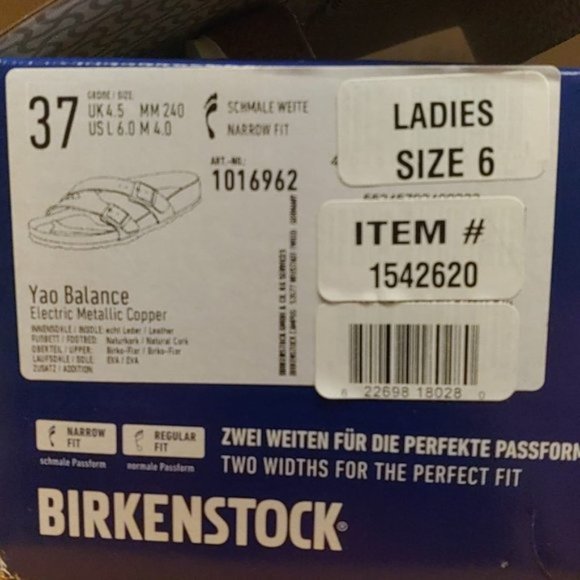 37
GRÖßE / SIZE
UK 4.5 MM 240
US L 6.0 M 4.0
SCHMALE WEITE
NARROW FIT
ART.-NO.:
1016962
LADIES
SIZE 6
ITEM #
1542620
6 22698 18028 0
Yao Balance
Electric Metallic Copper
INNENSOHLE / INSOLE: echt Leder / Leather
FUßBETT / FOOTBED: Naturkork / Natural Cork
OBERTEIL / UPPER: Birko-Flor / Birko-Flor
LAUFSOHLE / SOLE: EVA / EVA
ZUSATZ / ADDITION:
NARROW
FIT
schmale Passform
REGULAR
FIT
normale Passform
ZWEI WEITEN FÜR DIE PERFEKTE PASSFORM
TWO WIDTHS FOR THE PERFECT FIT
BIRKENSTOCK®